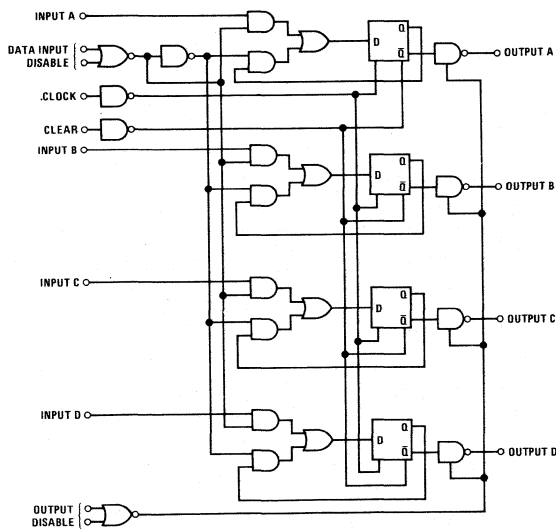 INPUT A
DATA INPUT
DISABLE
.CLOCK
CLEAR
INPUT B
INPUT C
INPUT D
OUTPUT
DISABLE
D
Q
Q̅
OUTPUT A
D
Q
Q̅
OUTPUT B
D
Q
Q̅
OUTPUT C
D
Q
Q̅
OUTPUT D